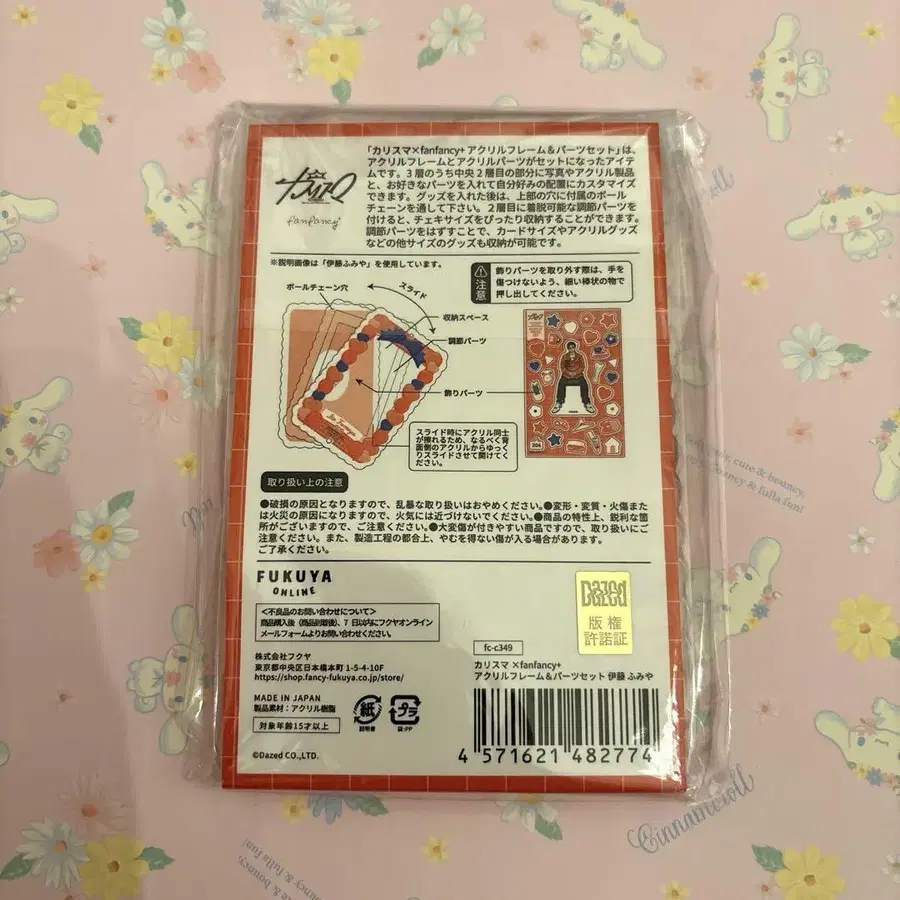 カリスマ
fanfancy+
「カリスマ×fanfancy+ アクリルフレーム＆パーツセット」は、
アクリルフレームとアクリルパーツがセットになったアイテ
ムです。3層のうち中央2層目の部分に写真やアクリル製品
と、お好きなパーツを入れて自分好みの配置にカスタマイズ
できます。グッズを入れた後は、上部の穴に付属のボール
チェーンを通して下さい。2層目に着脱可能な調節パーツを
付けると、チェキサイズをぴったり収納することができます。
調節パーツをはずすことで、カードサイズやアクリルグッズ
などの他サイズのグッズも収納が可能です。
※説明画像は「伊藤ふみや」を使用しています。
注意
飾りパーツを取り外す際は、手を
傷つけないよう、細い棒状の物で
押し出してください。
ボールチェーン穴
スライド
収納スペース
調節パーツ
飾りパーツ
スライド時にアクリル同士
が擦れるため、なるべく背
面側のアクリルからゆっく
りスライドさせて開けてく
ださい。
取り扱い上の注意
●破損の原因となりますので、乱暴な取り扱いはおやめください。●変形・変質・火傷また
は火災の原因になりますので、火気には近づけないでください。●商品の特性上、鋭利な箇
所がございますので、ご注意ください。●大変傷が付きやすい商品ですので、取り扱いにご
注意ください。また、製造工程の都合上、やむを得ない傷が入る場合があります。
ご了承ください。
FUKUYA
ONLINE
＜不良品のお問い合わせについて＞
商品購入後（商品到着後）、7日以内にフクヤオンライン
メールフォームよりお問い合わせください。
株式会社フクヤ
東京都中央区日本橋本町 1-5-4-10F
https://shop.fancy-fukuya.co.jp/store/
MADE IN JAPAN
製品素材：アクリル樹脂
対象年齢15才以上
©Dazed CO.,LTD.
紙
説明書
プラ
袋:PP
Dazed
版権
許諾証
fc-c349
カリスマ ×fanfancy+
アクリルフレーム＆パーツセット 伊藤 ふみや
4 571621 482774
Cinnamoroll